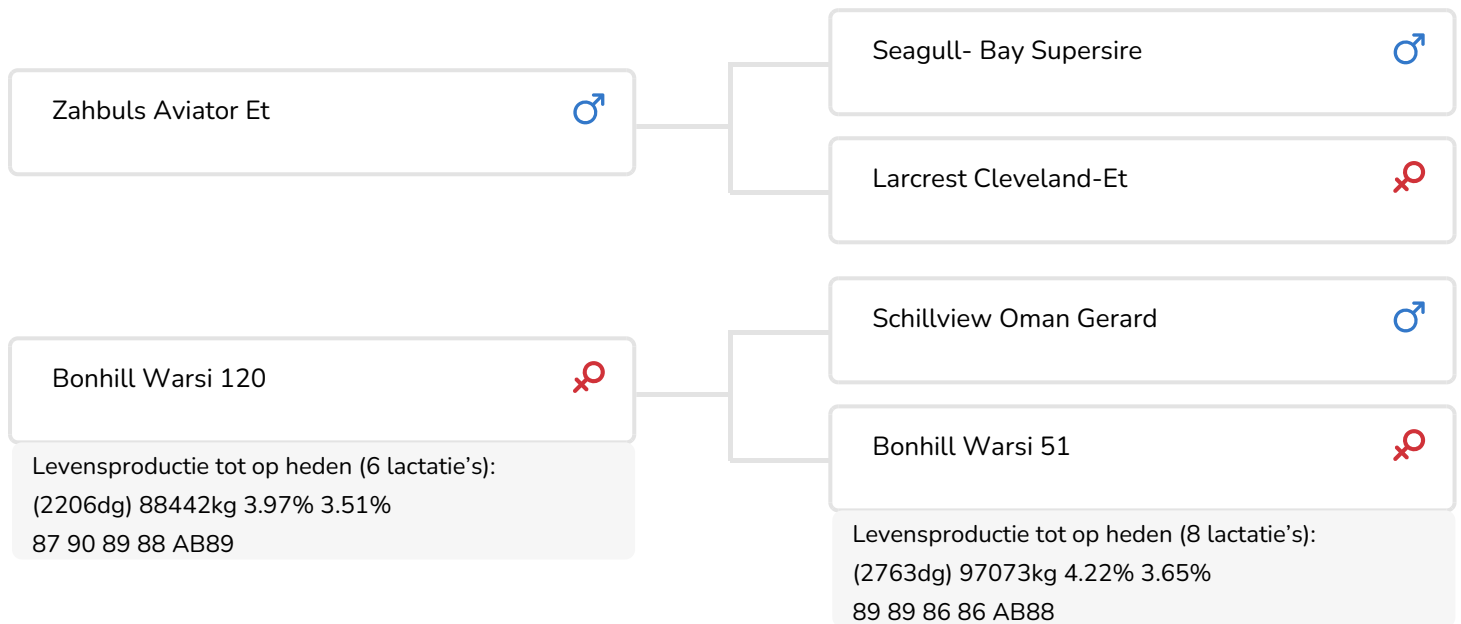 Zahbuls Aviator Et
Seagull- Bay Supersire
Larcrest Cleveland-Et
Bonhill Warsi 120
Levensproductie tot op heden (6 lactatie’s):
(2206dg) 88442kg 3.97% 3.51%
87 90 89 88 AB89
Schillview Oman Gerard
Bonhill Warsi 51
Levensproductie tot op heden (8 lactatie’s):
(2763dg) 97073kg 4.22% 3.65%
89 89 86 86 AB88